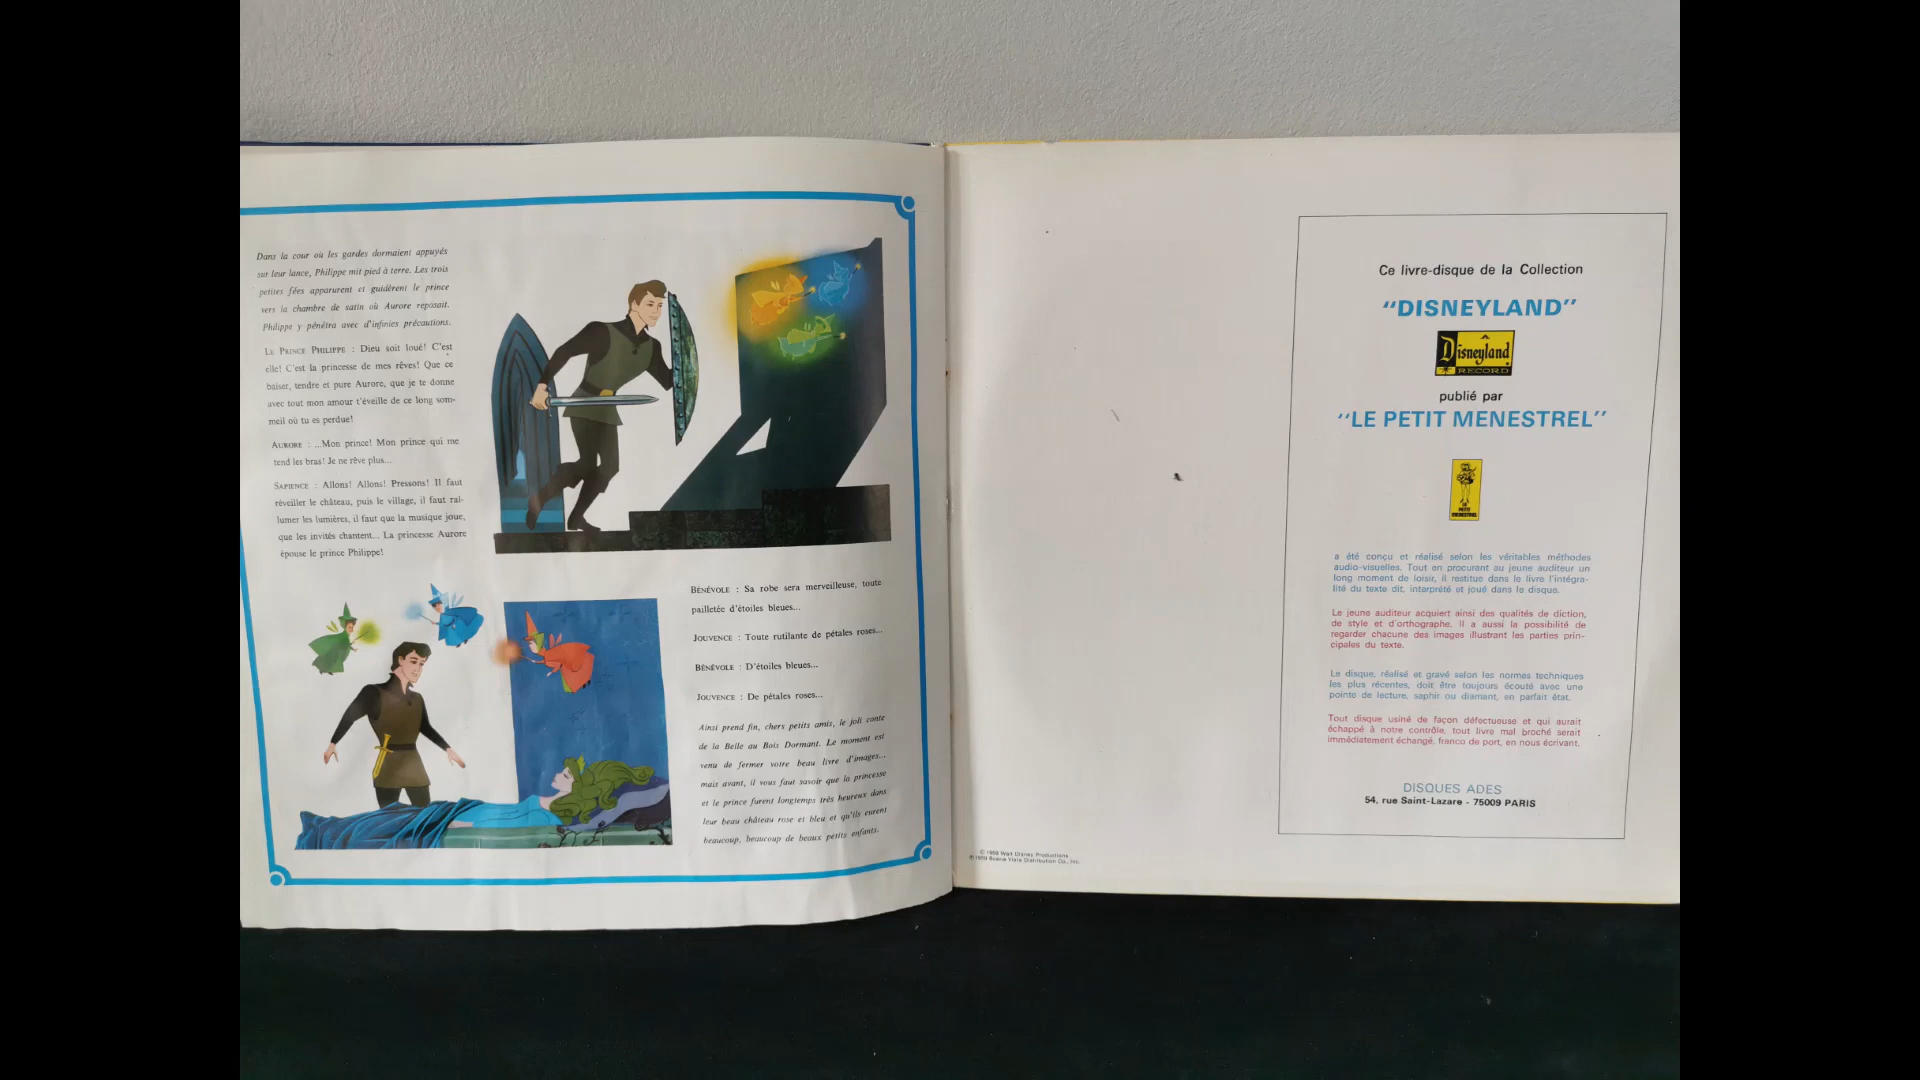 Dans la cour où les gardes dormaient appuyés
sur leur lance, Philippe mit pied à terre. Les trois
petites fées apparurent et guidèrent le prince
vers la chambre de satin où Aurore reposait.
Philippe y pénétra avec d'infinies précautions.
LE PRINCE PHILIPPE : Dieu soit loué! C'est
elle! C'est la princesse de mes rêves! Que ce
baiser, tendre et pure Aurore, que je te donne
avec tout mon amour t'éveille de ce long som-
meil où tu es perdue!
AURORE : ...Mon prince! Mon prince qui me
tend les bras! Je ne rêve plus...
SAPIENCE : Allons! Allons! Pressons! Il faut
réveiller le château, puis le village, il faut ral-
lumer les lumières, il faut que la musique joue,
que les invités chantent... La princesse Aurore
épouse le prince Philippe!
BÉNÉVOLE : Sa robe sera merveilleuse, toute
pailletée d'étoiles bleues...
JOUVENCE : Toute rutilante de pétales roses...
BÉNÉVOLE : D'étoiles bleues...
JOUVENCE : De pétales roses...
Ainsi prend fin, chers petits amis, le joli conte
de la Belle au Bois Dormant. Le moment est
venu de fermer votre beau livre d'images...
mais avant, il vous faut savoir que la princesse
et le prince furent longtemps très heureux dans
leur beau château rose et bleu et qu'ils eurent
beaucoup, beaucoup de beaux petits enfants.
Ce livre-disque de la Collection
"DISNEYLAND"
Disneyland
RECORD
publié par
"LE PETIT MENESTREL"
LE
PETIT
MENESTREL
a été conçu et réalisé selon les véritables méthodes
audio-visuelles. Tout en procurant au jeune auditeur un
long moment de loisir, il restitue dans le livre l'intégra-
lité du texte dit, interprété et joué dans le disque.
Le jeune auditeur acquiert ainsi des qualités de diction,
de style et d'orthographe. Il a aussi la possibilité de
regarder chacune des images illustrant les parties prin-
cipales du texte.
Le disque, réalisé et gravé selon les normes techniques
les plus récentes, doit être toujours écouté avec une
pointe de lecture, saphir ou diamant, en parfait état.
Tout disque usiné de façon défectueuse et qui aurait
échappé à notre contrôle, tout livre mal broché serait
immédiatement échangé, franco de port, en nous écrivant.
DISQUES ADES
54, rue Saint-Lazare - 75009 PARIS
© 1959 Walt Disney Productions
℗ 1959 Buena Vista Distribution Co., Inc.